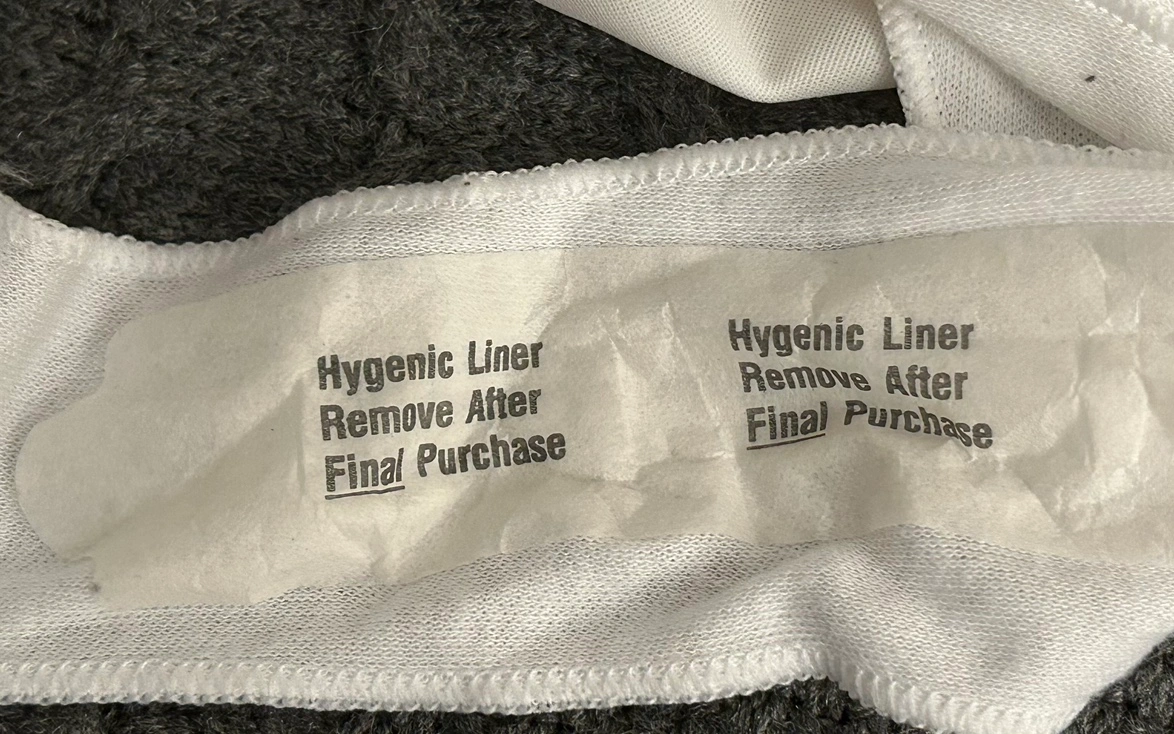 Hygenic Liner
Remove After
Final Purchase
Hygenic Liner
Remove After
Final Purchase